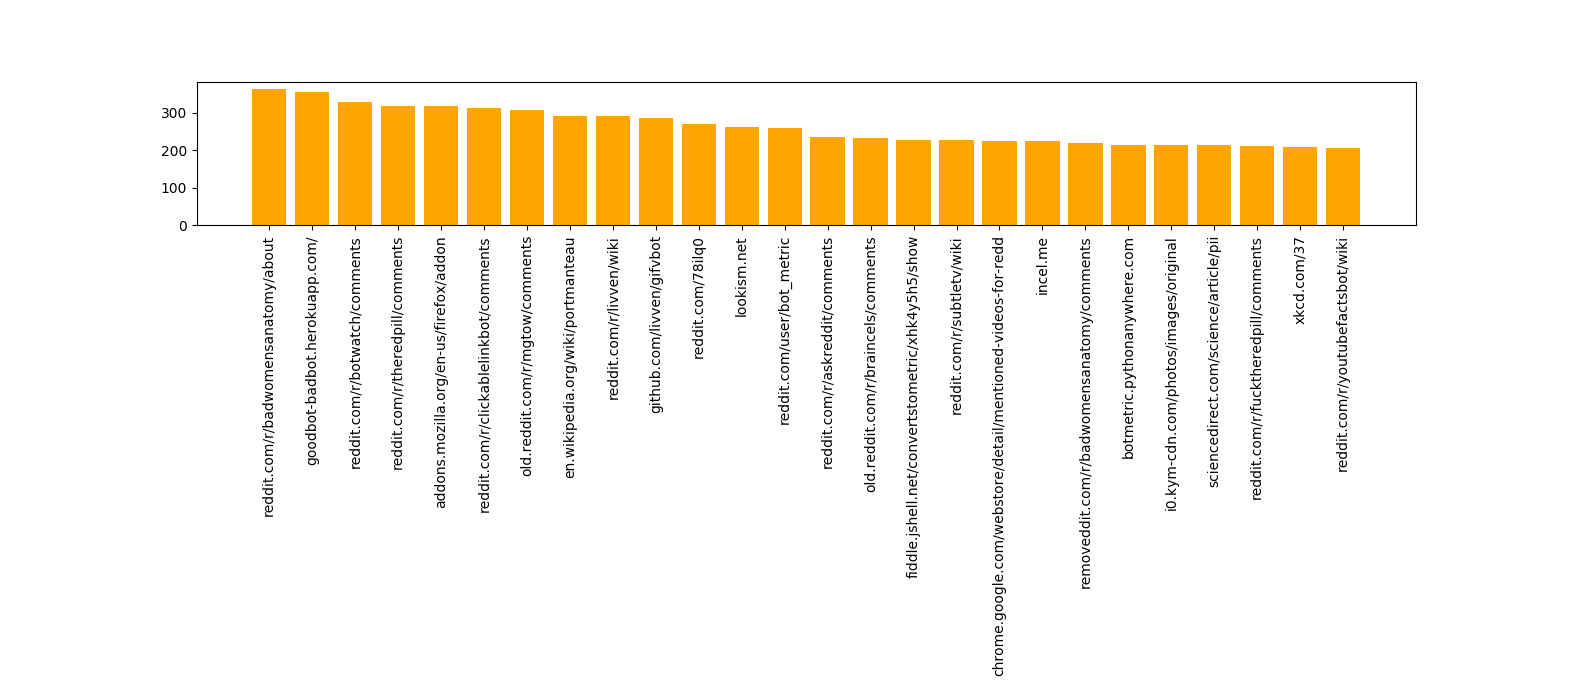 300
200
100
0
reddit.com/r/badwomensanatomy/about
goodbot-badbot.herokuapp.com/
reddit.com/r/botwatch/comments
reddit.com/r/theredpill/comments
addons.mozilla.org/en-us/firefox/addon
reddit.com/r/clickablelinkbot/comments
old.reddit.com/r/mgtow/comments
en.wikipedia.org/wiki/portmanteau
reddit.com/r/livven/wiki
github.com/livven/gifvbot
reddit.com/78ilq0
lookism.net
reddit.com/user/bot_metric
reddit.com/r/askreddit/comments
old.reddit.com/r/braincels/comments
fiddle.jshell.net/convertstometric/xhk4y5h5/show
reddit.com/r/subtletv/wiki
chrome.google.com/webstore/detail/mentioned-videos-for-redd
incel.me
removeddit.com/r/badwomensanatomy/comments
botmetric.pythonanywhere.com
i0.kym-cdn.com/photos/images/original
sciencedirect.com/science/article/pii
reddit.com/r/fucktheredpill/comments
xkcd.com/37
reddit.com/r/youtubefactsbot/wiki